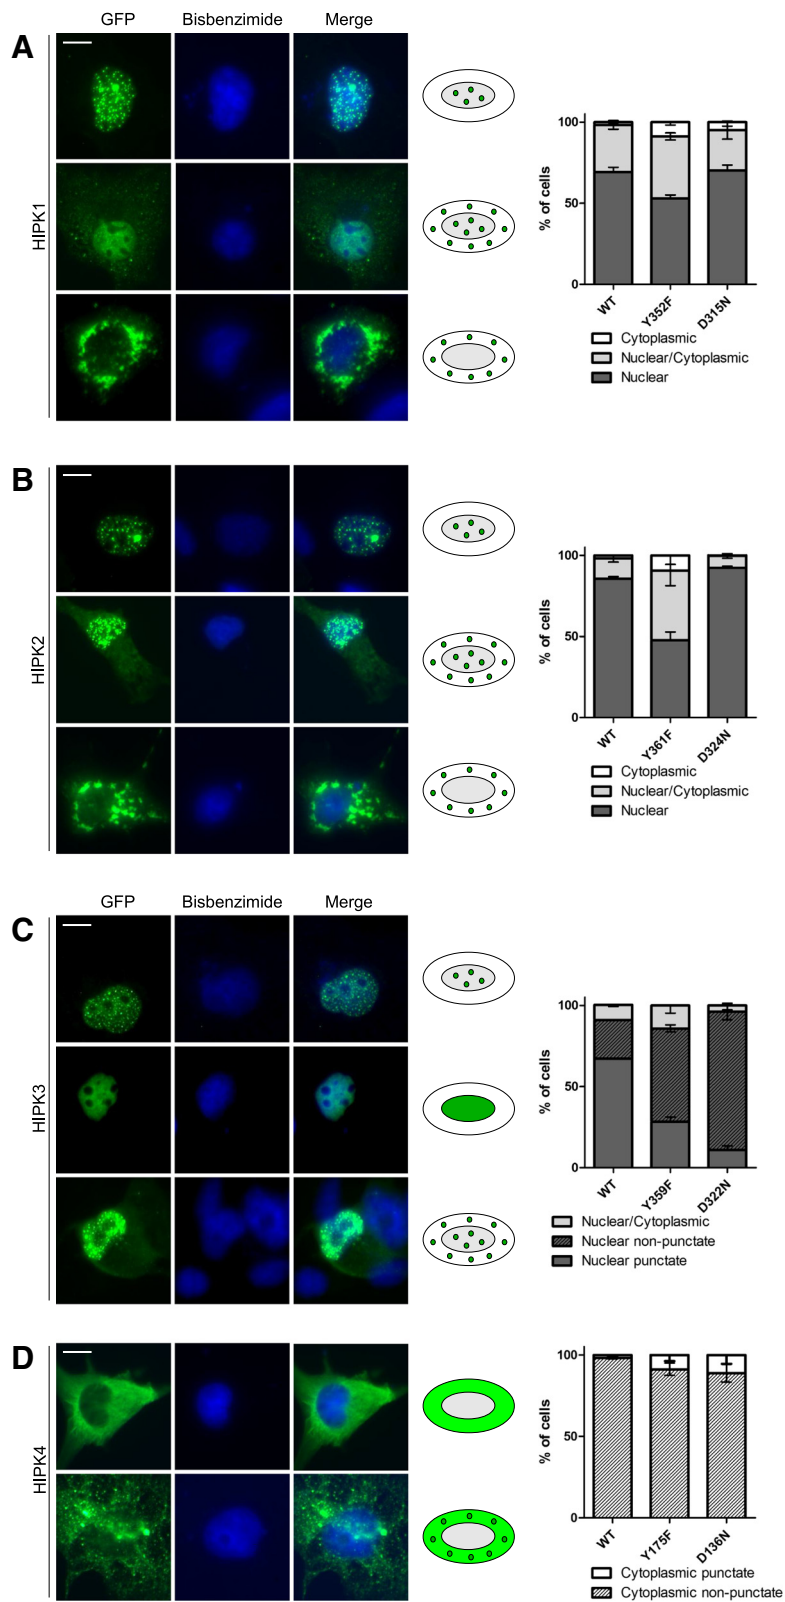 GFP Bisbenzimide Merge
A
HIPK1
% of cells
100
50
0
WT Y352F D315N
Cytoplasmic
Nuclear/Cytoplasmic
Nuclear
B
HIPK2
% of cells
100
50
0
WT Y361F D324N
Cytoplasmic
Nuclear/Cytoplasmic
Nuclear
GFP Bisbenzimide Merge
C
HIPK3
% of cells
100
50
0
WT Y359F D322N
Nuclear/Cytoplasmic
Nuclear non-punctate
Nuclear punctate
D
HIPK4
% of cells
100
50
0
WT Y175F D136N
Cytoplasmic punctate
Cytoplasmic non-punctate